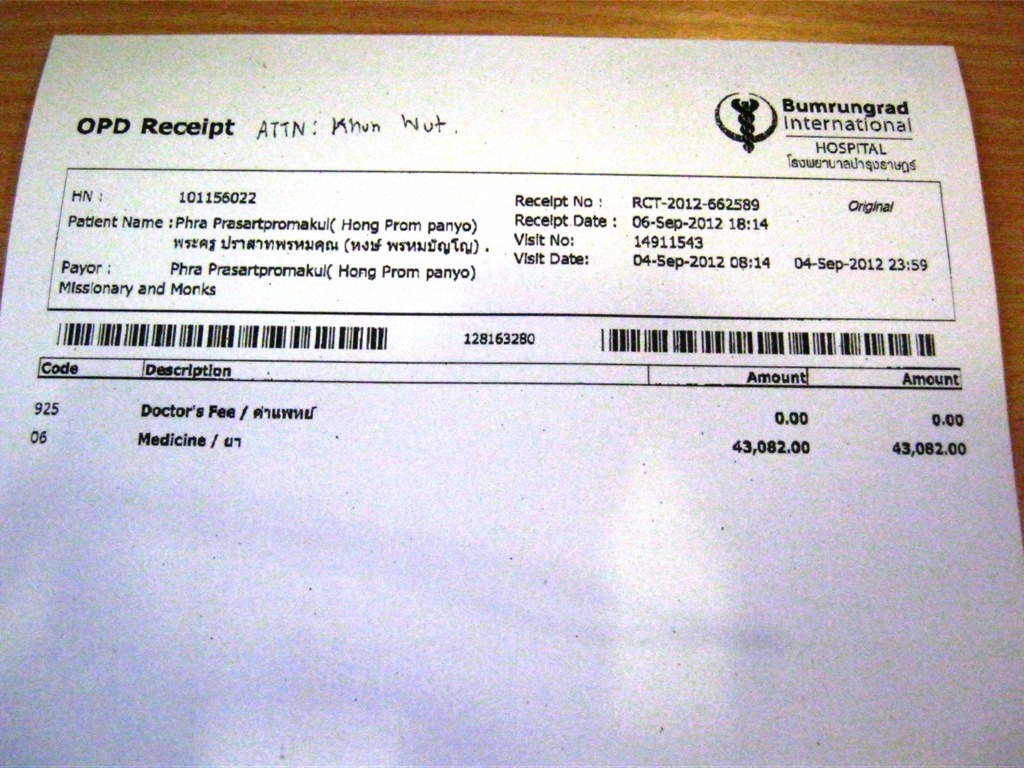 OPD Receipt ATTN: Khun Wut.
Bumrungrad
International
HOSPITAL
โรงพยาบาลบำรุงราษฎร์
HN : 101156022
Patient Name : Phra Prasartpromakul( Hong Prom panyo)
พระครู ปราสาทพรหมคุณ (หงษ์ พรหมปัญโญ) .
Payor : Phra Prasartpromakul( Hong Prom panyo)
Missionary and Monks
Receipt No : RCT-2012-662589 Original
Receipt Date : 06-Sep-2012 18:14
Visit No: 14911543
Visit Date: 04-Sep-2012 08:14 04-Sep-2012 23:59
128163280
Code Description Amount Amount
925 Doctor's Fee / ค่าแพทย์ 0.00 0.00
06 Medicine / ยา 43,082.00 43,082.00